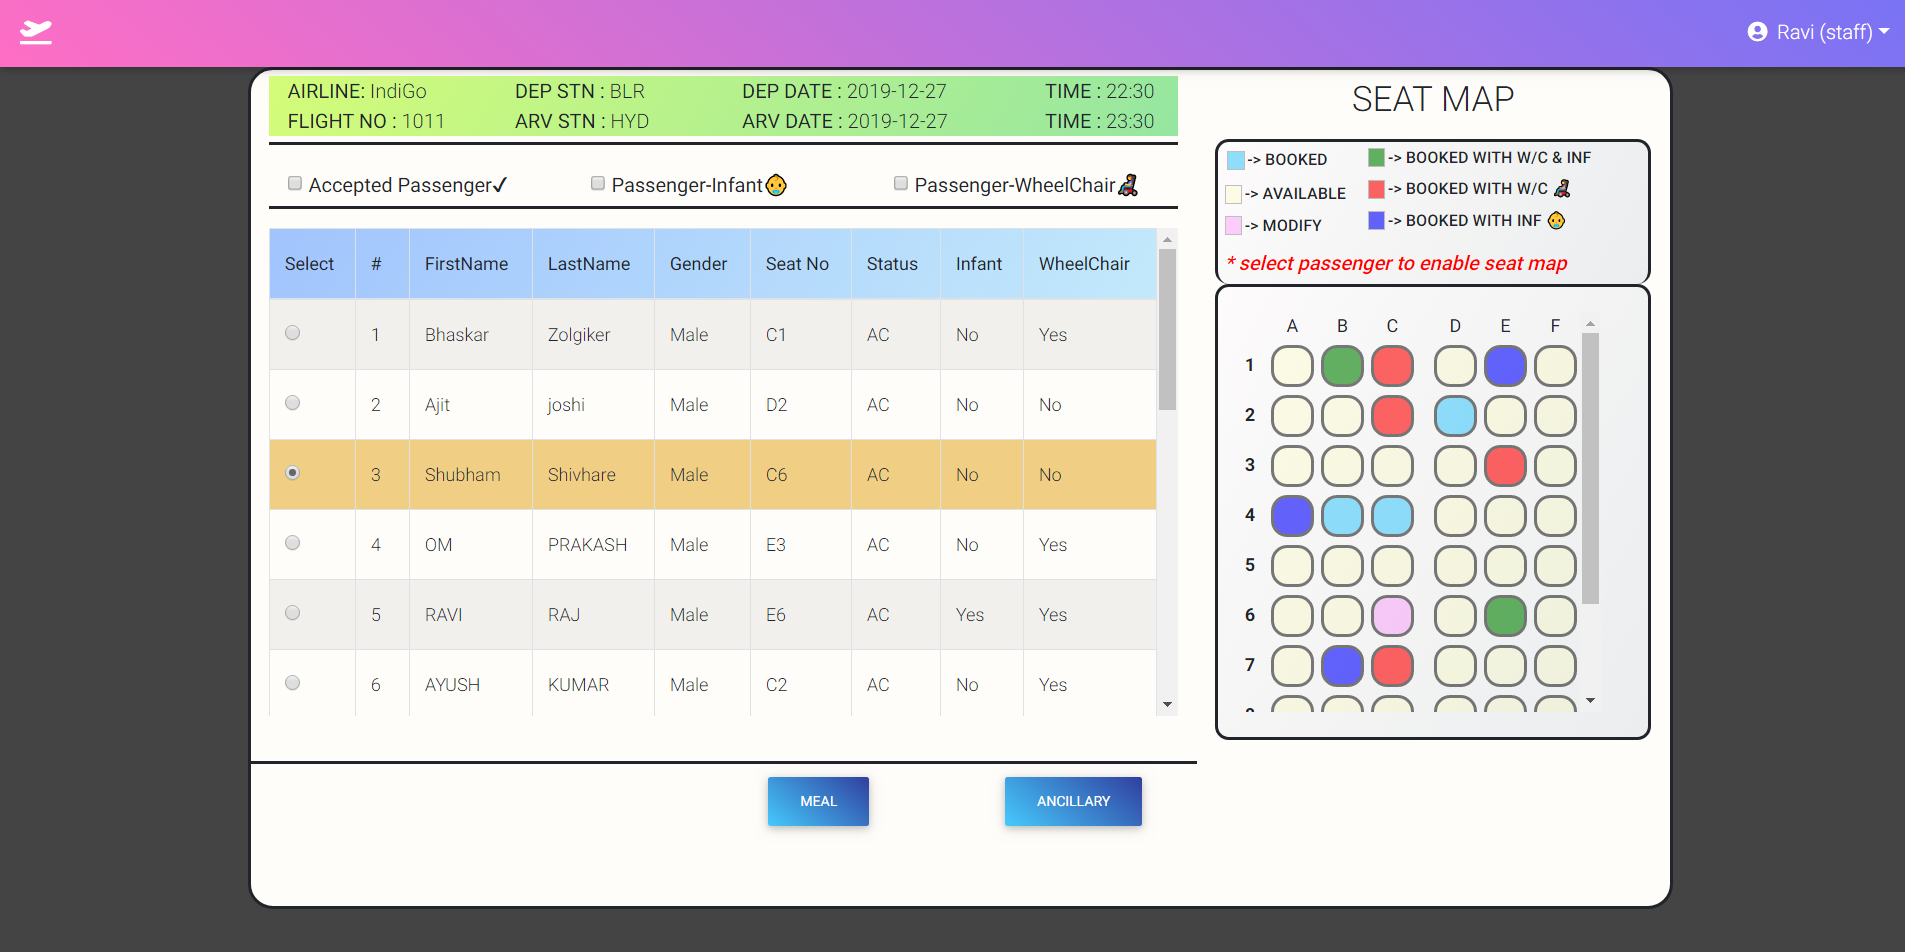 Ravi (staff)
AIRLINE: IndiGo DEP STN : BLR DEP DATE : 2019-12-27 TIME : 22:30
FLIGHT NO : 1011 ARV STN : HYD ARV DATE : 2019-12-27 TIME : 23:30
Accepted Passenger✓ Passenger-Infant👶 Passenger-WheelChair
Select # FirstName LastName Gender Seat No Status Infant WheelChair
1 Bhaskar Zolgiker Male C1 AC No Yes
2 Ajit joshi Male D2 AC No No
3 Shubham Shivhare Male C6 AC No No
4 OM PRAKASH Male E3 AC No Yes
5 RAVI RAJ Male E6 AC Yes Yes
6 AYUSH KUMAR Male C2 AC No Yes
MEAL ANCILLARY
SEAT MAP
-> BOOKED -> BOOKED WITH W/C & INF
-> AVAILABLE -> BOOKED WITH W/C
-> MODIFY -> BOOKED WITH INF
* select passenger to enable seat map
A B C D E F
1
2
3
4
5
6
7